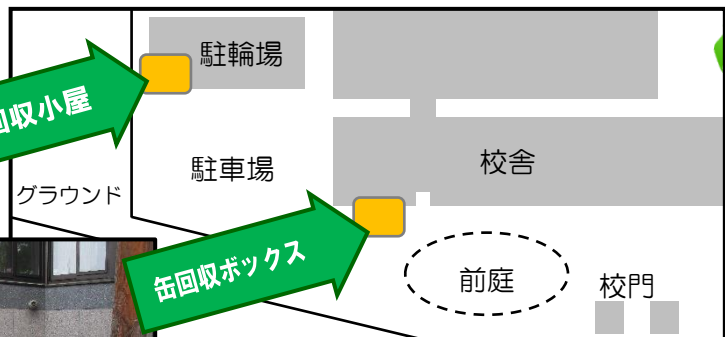 駐輪場
回収小屋
駐車場
校舎
グラウンド
缶回収ボックス
前庭
校門